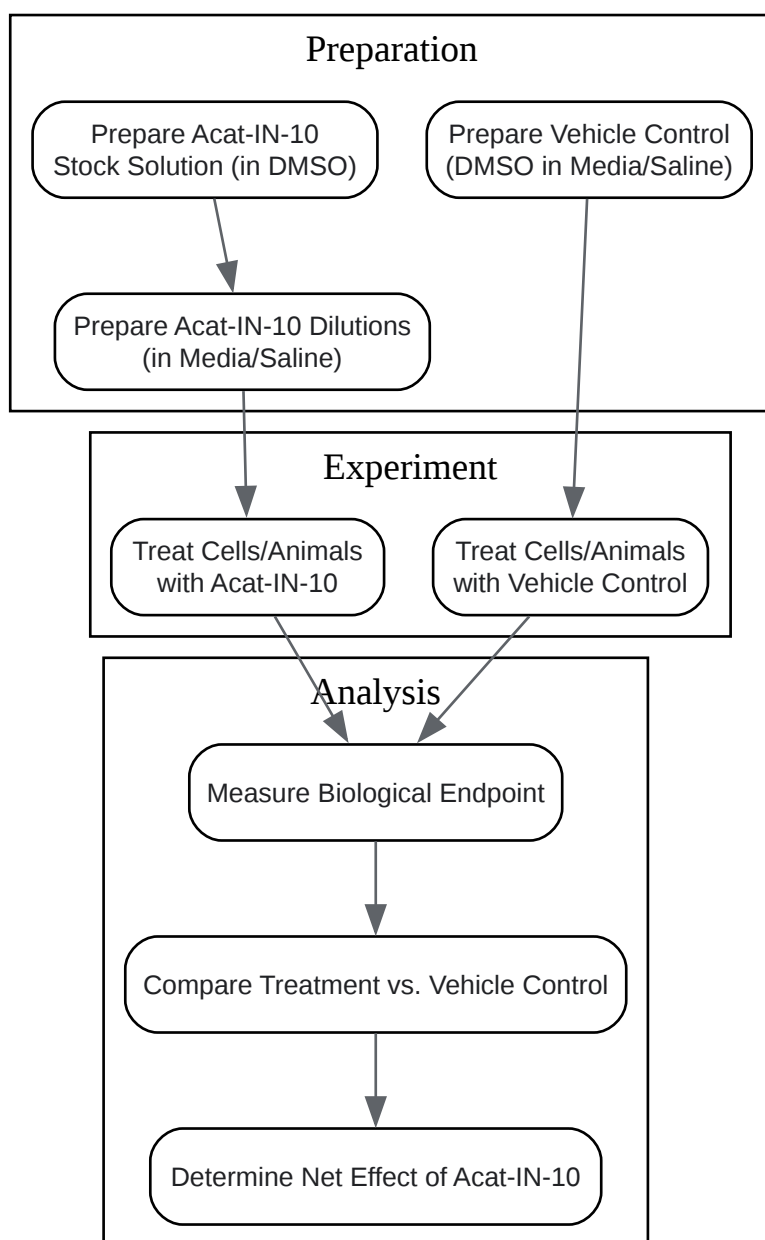 Preparation
Prepare Acat-IN-10
Stock Solution (in DMSO)
Prepare Vehicle Control
(DMSO in Media/Saline)
Prepare Acat-IN-10 Dilutions
(in Media/Saline)
Experiment
Treat Cells/Animals
with Acat-IN-10
Treat Cells/Animals
with Vehicle Control
Analysis
Measure Biological Endpoint
Compare Treatment vs. Vehicle Control
Determine Net Effect of Acat-IN-10